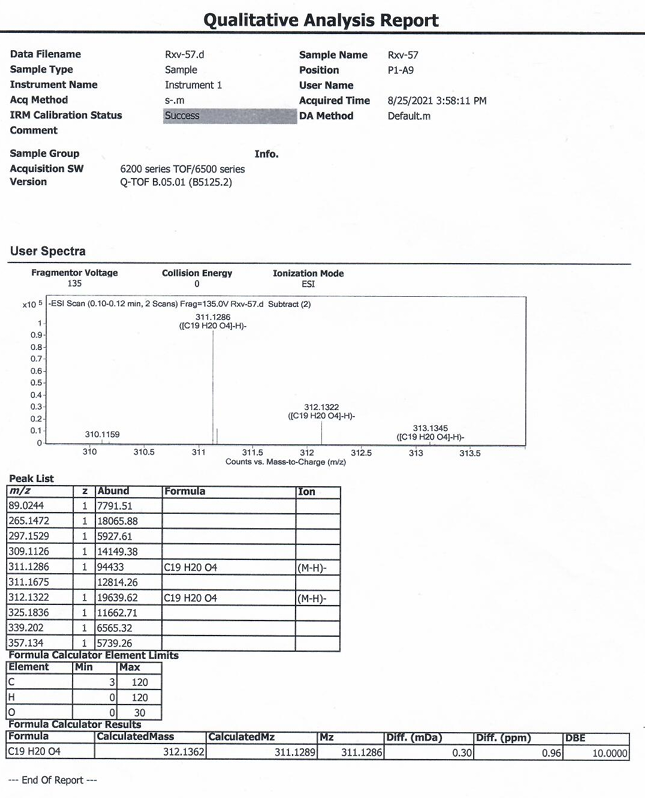 Qualitative Analysis Report
Data Filename Rxv-57.d Sample Name Rxv-57
Sample Type Sample Position P1-A9
Instrument Name Instrument 1 User Name
Acq Method s-.m Acquired Time 8/25/2021 3:58:11 PM
IRM Calibration Status Success DA Method Default.m
Comment
Sample Group Info.
Acquisition SW 6200 series TOF/6500 series
Version Q-TOF B.05.01 (B5125.2)
User Spectra
Fragmentor Voltage Collision Energy Ionization Mode
135 0 ESI
x10 5 -ESI Scan (0.10-0.12 min, 2 Scans) Frag=135.0V Rxv-57.d Subtract (2)
311.1286
([C19 H20 O4]-H)-
1
0.9
0.8
0.7
0.6
0.5
0.4
0.3
0.2
0.1
0
312.1322
([C19 H20 O4]-H)-
310.1159
313.1345
([C19 H20 O4]-H)-
310 310.5 311 311.5 312 312.5 313 313.5
Counts vs. Mass-to-Charge (m/z)
Peak List
m/z z Abund Formula Ion
89.0244 1 7791.51
265.1472 1 18065.88
297.1529 1 5927.61
309.1126 1 14149.38
311.1286 1 94433 C19 H20 O4 (M-H)-
311.1675 12814.26
312.1322 1 19639.62 C19 H20 O4 (M-H)-
325.1836 1 11662.71
339.202 1 6565.32
357.134 1 5739.26
Formula Calculator Element Limits
Element Min Max
C 3 120
H 0 120
O 0 30
Formula Calculator Results
Formula CalculatedMass CalculatedMz Mz Diff. (mDa) Diff. (ppm) DBE
C19 H20 O4 312.1362 311.1289 311.1286 0.30 0.96 10.0000
--- End Of Report ---